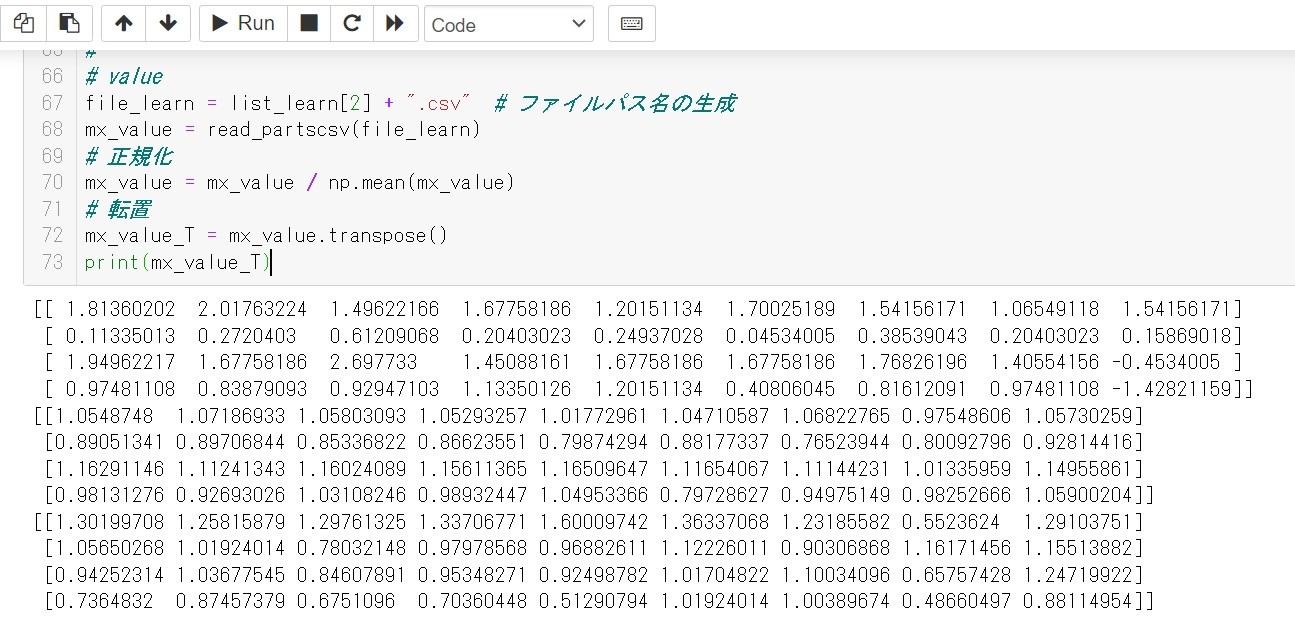 Run
Code
65 #
66 # value
67 file_learn = list_learn[2] + ".csv" # ファイルパス名の生成
68 mx_value = read_partscsv(file_learn)
69 # 正規化
70 mx_value = mx_value / np.mean(mx_value)
71 # 転置
72 mx_value_T = mx_value.transpose()
73 print(mx_value_T)
[[ 1.81360202 2.01763224 1.49622166 1.67758186 1.20151134 1.70025189 1.54156171 1.06549118 1.54156171]
[ 0.11335013 0.2720403 0.61209068 0.20403023 0.24937028 0.04534005 0.38539043 0.20403023 0.15869018]
[ 1.94962217 1.67758186 2.697733 1.45088161 1.67758186 1.67758186 1.76826196 1.40554156 -0.4534005 ]
[ 0.97481108 0.83879093 0.92947103 1.13350126 1.20151134 0.40806045 0.81612091 0.97481108 -1.42821159]]
[[1.0548748 1.07186933 1.05803093 1.05293257 1.01772961 1.04710587 1.06822765 0.97548606 1.05730259]
[0.89051341 0.89706844 0.85336822 0.86623551 0.79874294 0.88177337 0.76523944 0.80092796 0.92814416]
[1.16291146 1.11241343 1.16024089 1.15611365 1.16509647 1.11654067 1.11144231 1.01335959 1.14955861]
[0.98131276 0.92693026 1.03108246 0.98932447 1.04953366 0.79728627 0.94975149 0.98252666 1.05900204]]
[[1.30199708 1.25815879 1.29761325 1.33706771 1.60009742 1.36337068 1.23185582 0.5523624 1.29103751]
[1.05650268 1.01924014 0.78032148 0.97978568 0.96882611 1.12226011 0.90306868 1.16171456 1.15513882]
[0.94252314 1.03677545 0.84607891 0.95348271 0.92498782 1.01704822 1.10034096 0.65757428 1.24719922]
[0.7364832 0.87457379 0.6751096 0.70360448 0.51290794 1.01924014 1.00389674 0.48660497 0.88114954]]